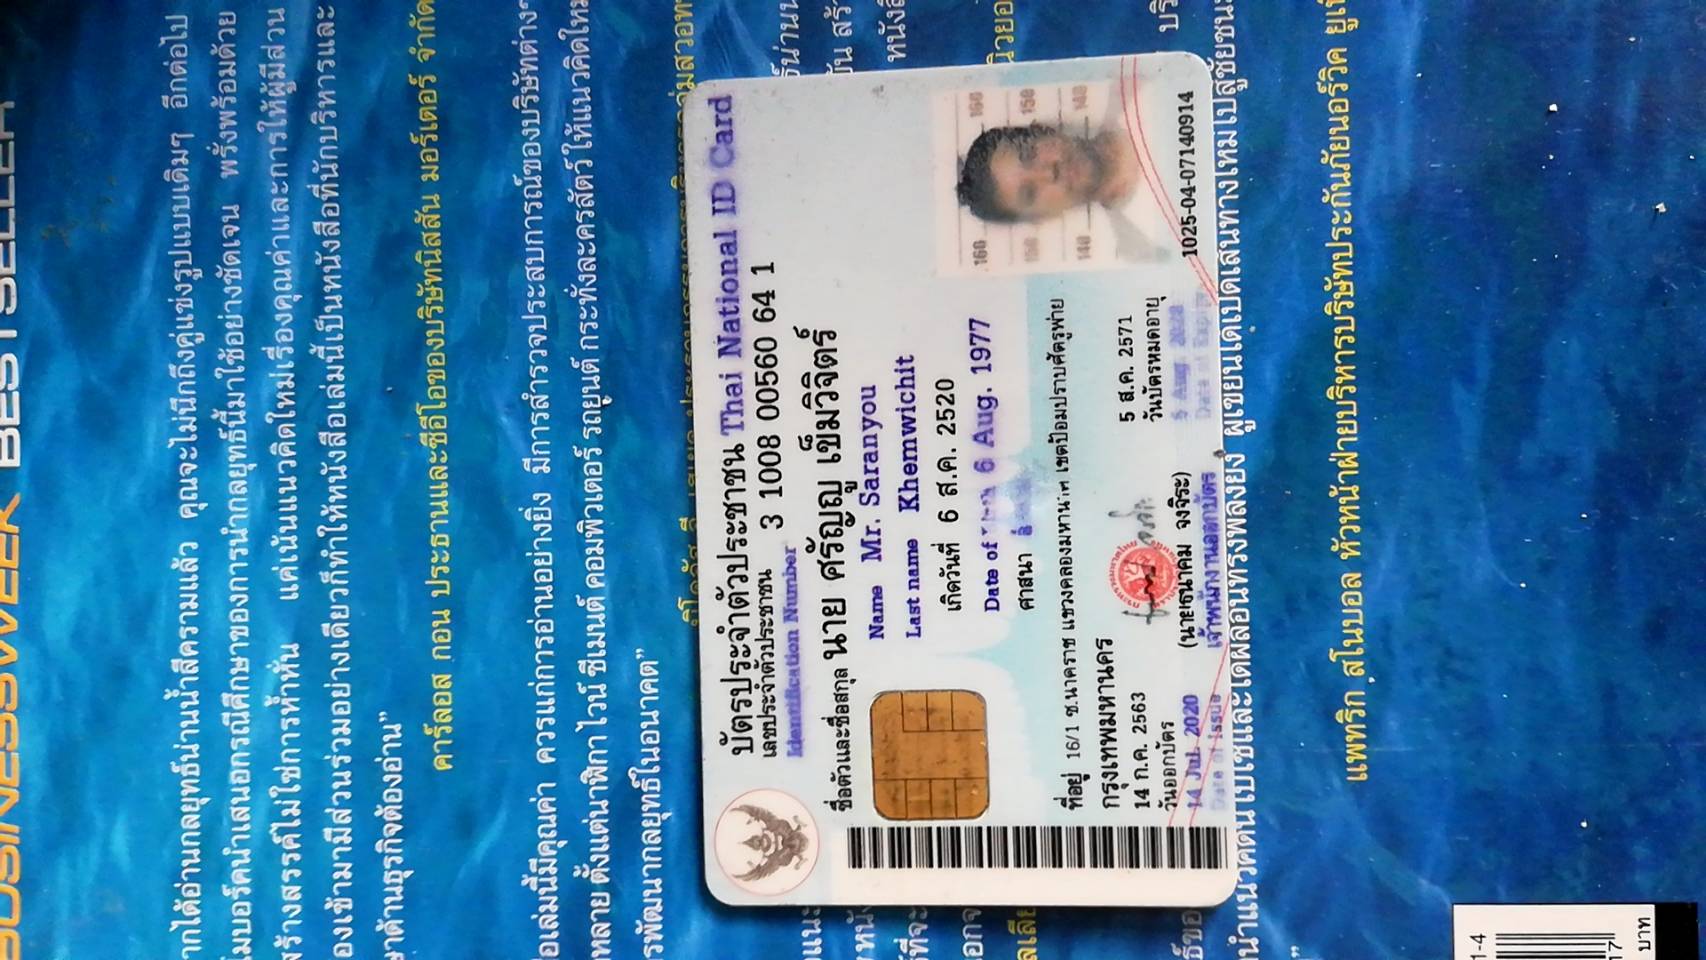 BUSINESSWEEK BESTSELLER
ากได้อ่านกลยุทธ์น่านน้ำสีครามแล้ว คุณจะไม่นึกถึงคู่แข่งรูปแบบเดิมๆ อีกต่อไป
โมบอร์คนำเสนอกรณีศึกษาของการนำกลยุทธ์นี้มาใช้อย่างชัดเจน พรั่งพร้อมด้วย
สร้างสรรค์ไม่ใช่การห้ำหั่น แค่เน้นแนวคิดใหม่เรื่องคุณค่าและการให้ผู้มีส่วน
องเข้ามามีส่วนร่วมอย่างเดียวก็ทำให้หนังสือเล่มนี้เป็นหนังสือที่นักบริหารและ
ษาด้านธุรกิจต้องอ่าน”
คาร์ลอส กอน ประธานและซีอีโอของบริษัทนิสสัน มอร์เตอร์ จำกัด
อเล่มนี้มีคุณค่า ควรแก่การอ่านอย่างยิ่ง มีการสำรวจประสบการณ์ของบริษัทต่างๆ
หลาย ตั้งแต่นาฬิกา ไวน์ ซีเมนต์ คอมพิวเตอร์ รถยนต์ กระทั่งละครสัตว์ ให้แนวคิดใหม
รพัฒนากลยุทธ์ในอนาคต”
บัตรประจำตัวประชาชน Thai National ID Card
เลขประจำตัวประชาชน 3 1008 00560 64 1
Identification Number
ชื่อตัวและชื่อสกุล นาย ศรัญญู เข็มวิจิตร์
Name Mr. Saranyou
Last name Khemwichit
เกิดวันที่ 6 ส.ค. 2520
Date of 6 Aug. 1977
ศาสนา
ที่อยู่ 16/1 ซ.นาคราช แขวงคลองมหานาค เขตป้อมปราบศัตรูพ่าย
กรุงเทพมหานคร
160 160
150 150
140 140
14 ก.ค. 2563
วันออกบัตร
14 Jul. 2020
Date of Issue
(นายธนาคม จงจิระ)
เจ้าพนักงานออกบัตร
5 ส.ค. 2571
วันบัตรหมดอายุ
5 Aug. 2028
Date of Expiry
1025-04-07140914
แนะ
หนัง
ที่จะ
ธ์น่านน
ัน สร้า
หนังสื
นิวยอ
บริ
นำแนวคิดนี้ไปใช้และได้ผลอันทรงพลังยิ่ง ผู้เขียนได้เปิดเส้นทางใหม่ไปสู่ชัยชนะ
”
แพทริก สโนบอล หัวหน้าฝ่ายบริหารบริษัทประกันภัยนอร์วิค ยูเ
1-4
17
บาท